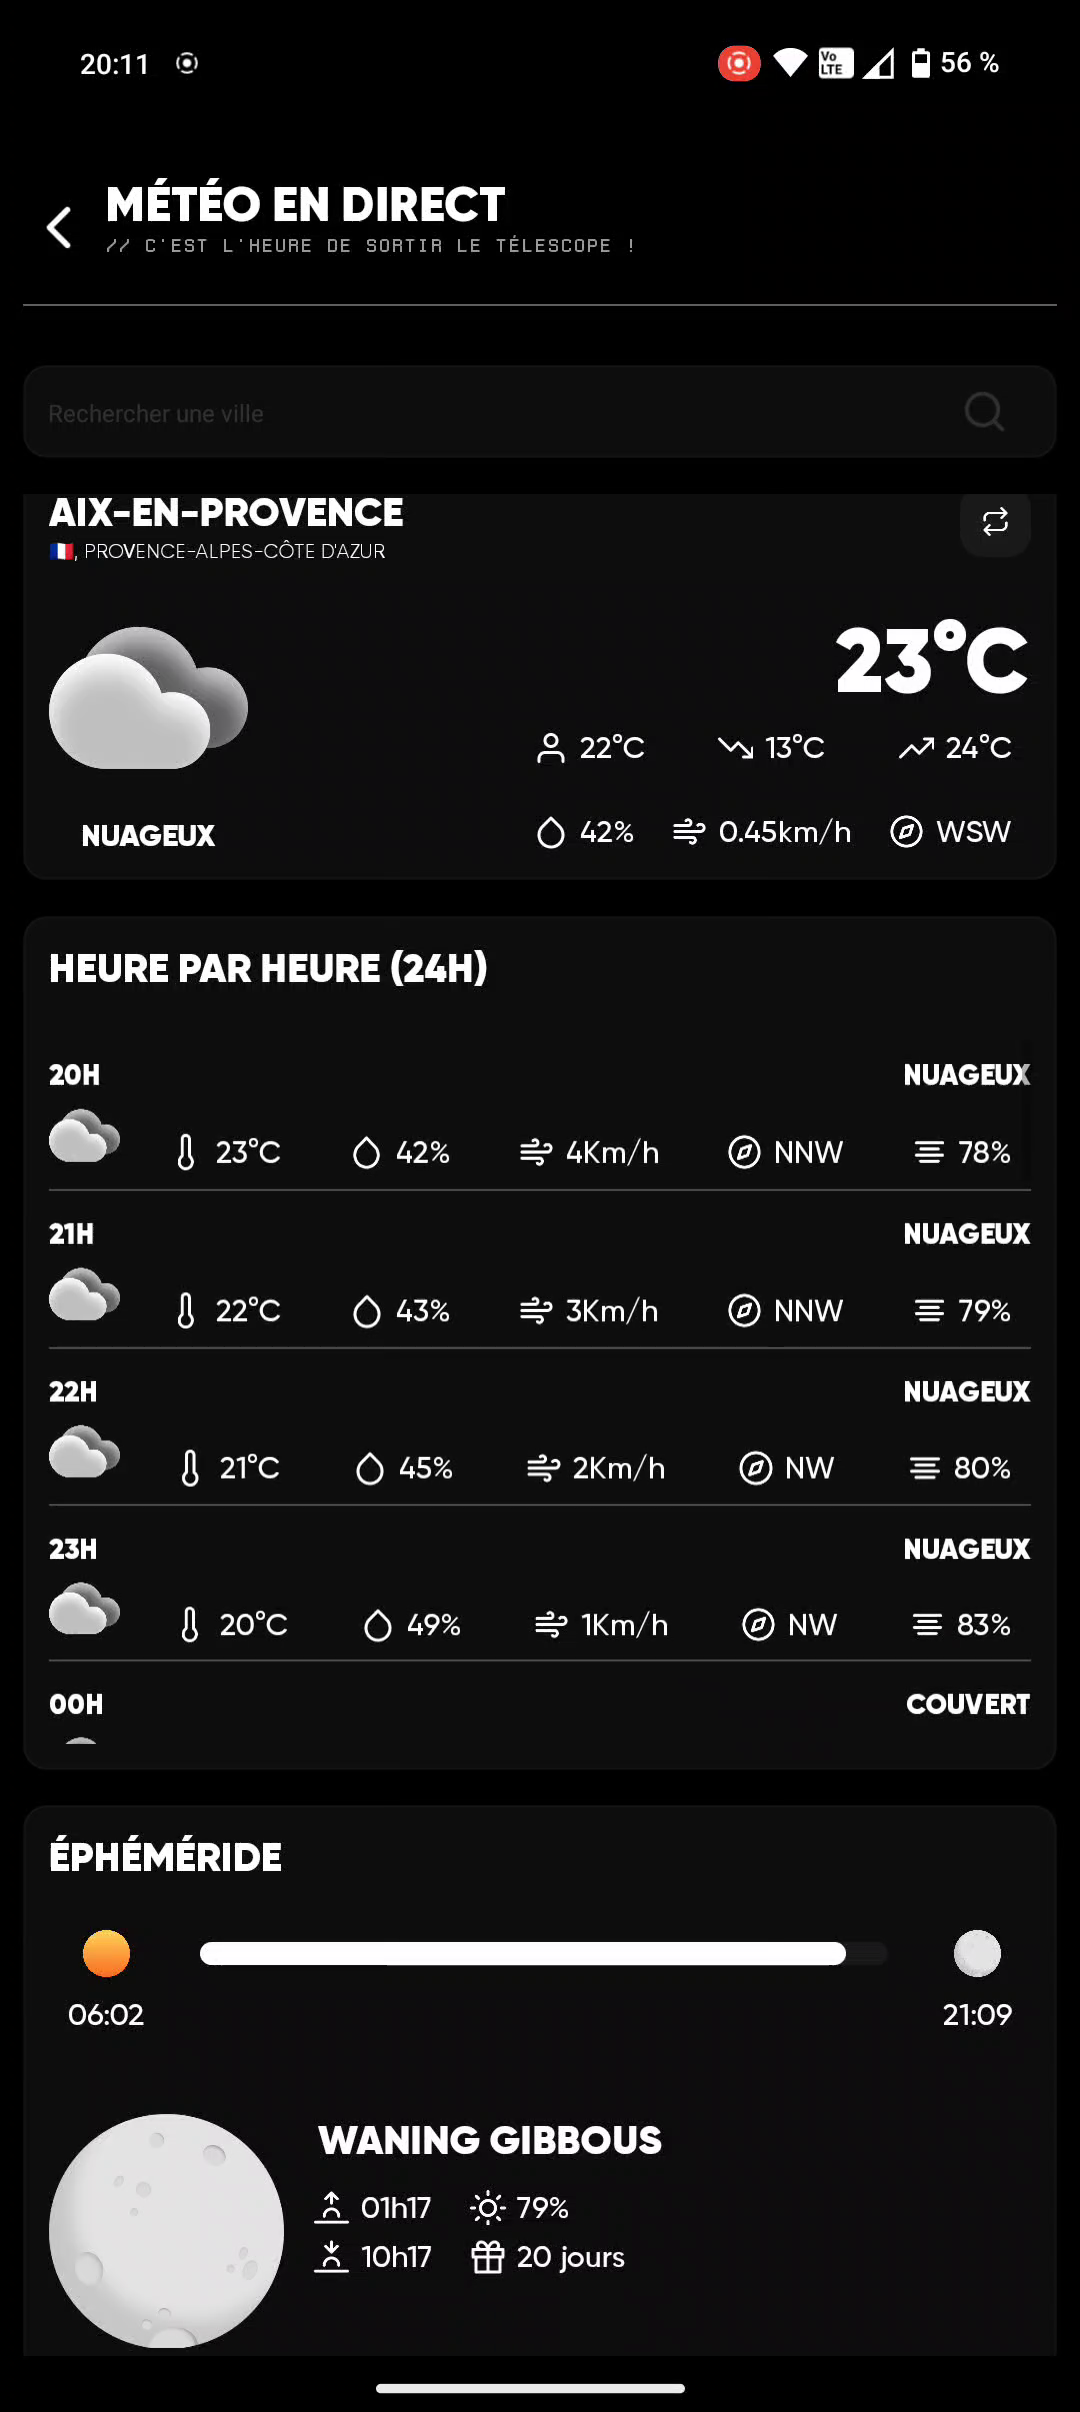 20:11
Vo LTE
56 %
MÉTÉO EN DIRECT
// C'EST L'HEURE DE SORTIR LE TÉLESCOPE !
Rechercher une ville
AIX-EN-PROVENCE
🇫🇷, PROVENCE-ALPES-CÔTE D'AZUR
23°C
22°C 13°C 24°C
NUAGEUX
42% 0.45km/h WSW
HEURE PAR HEURE (24H)
20H NUAGEUX
23°C 42% 4Km/h NNW 78%
21H NUAGEUX
22°C 43% 3Km/h NNW 79%
22H NUAGEUX
21°C 45% 2Km/h NW 80%
23H NUAGEUX
20°C 49% 1Km/h NW 83%
00H COUVERT
ÉPHÉMÉRIDE
06:02 21:09
WANING GIBBOUS
01h17 79%
10h17 20 jours